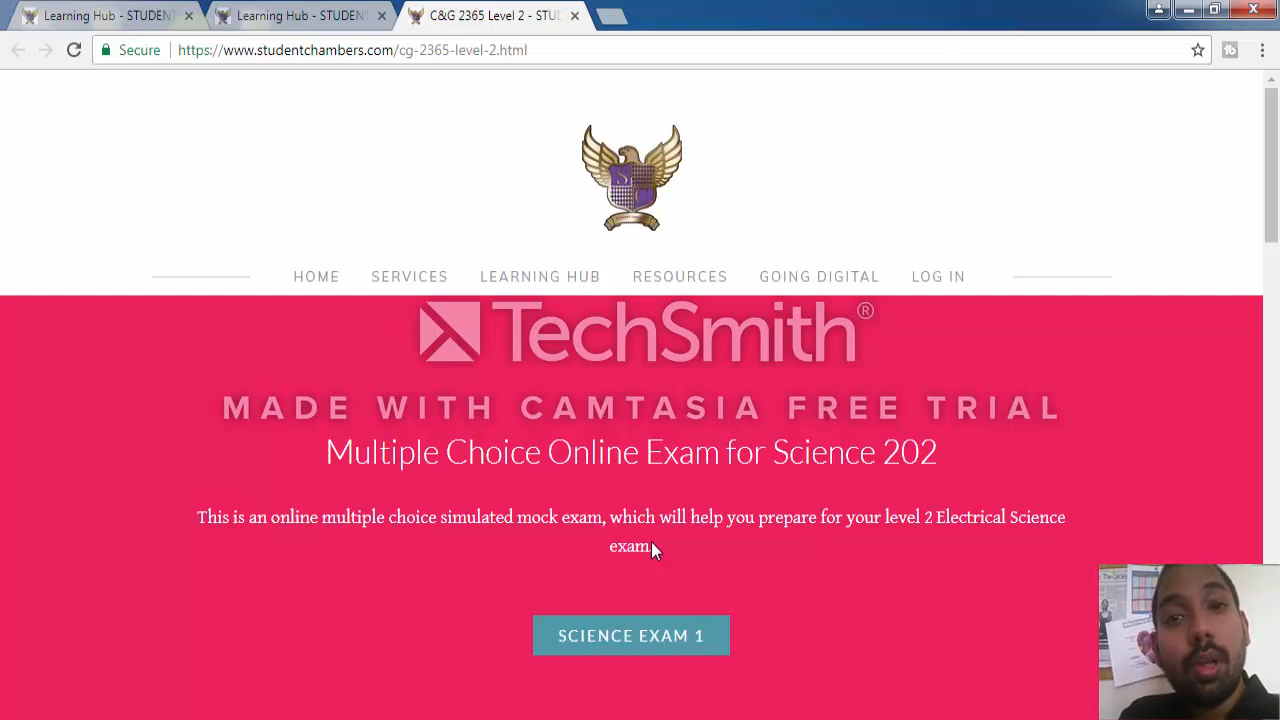 Learning Hub - STUDENT
Learning Hub - STUDENT
C&G 2365 Level 2 - STUD
Secure
https://www.studentchambers.com/cg-2365-level-2.html
HOME
SERVICES
LEARNING HUB
RESOURCES
GOING DIGITAL
LOG IN
TechSmith®
MADE WITH CAMTASIA FREE TRIAL
Multiple Choice Online Exam for Science 202
This is an online multiple choice simulated mock exam, which will help you prepare for your level 2 Electrical Science
exam.
SCIENCE EXAM 1